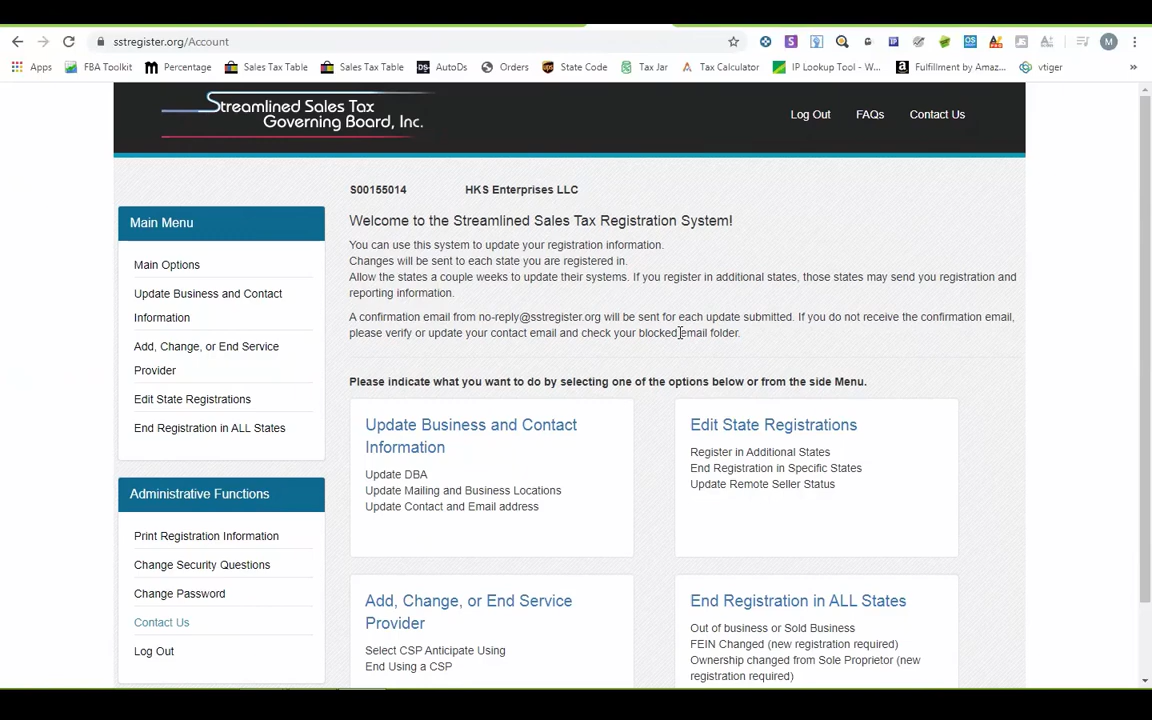 sstregister.org/Account
M
Apps
FBA Toolkit
Percentage
Sales Tax Table
Sales Tax Table
AutoDs
Orders
State Code
Tax Jar
Tax Calculator
IP Lookup Tool - W...
Fulfillment by Amaz...
vtiger
»
Streamlined Sales Tax
Governing Board, Inc.
Log Out
FAQs
Contact Us
S00155014
HKS Enterprises LLC
Welcome to the Streamlined Sales Tax Registration System!
You can use this system to update your registration information.
Changes will be sent to each state you are registered in.
Allow the states a couple weeks to update their systems. If you register in additional states, those states may send you registration and
reporting information.
A confirmation email from no-reply@sstregister.org will be sent for each update submitted. If you do not receive the confirmation email,
please verify or update your contact email and check your blocked email folder.
Please indicate what you want to do by selecting one of the options below or from the side Menu.
Main Menu
Main Options
Update Business and Contact
Information
Add, Change, or End Service
Provider
Edit State Registrations
End Registration in ALL States
Administrative Functions
Print Registration Information
Change Security Questions
Change Password
Contact Us
Log Out
Update Business and Contact
Information
Update DBA
Update Mailing and Business Locations
Update Contact and Email address
Edit State Registrations
Register in Additional States
End Registration in Specific States
Update Remote Seller Status
Add, Change, or End Service
Provider
Select CSP Anticipate Using
End Using a CSP
End Registration in ALL States
Out of business or Sold Business
FEIN Changed (new registration required)
Ownership changed from Sole Proprietor (new
registration required)